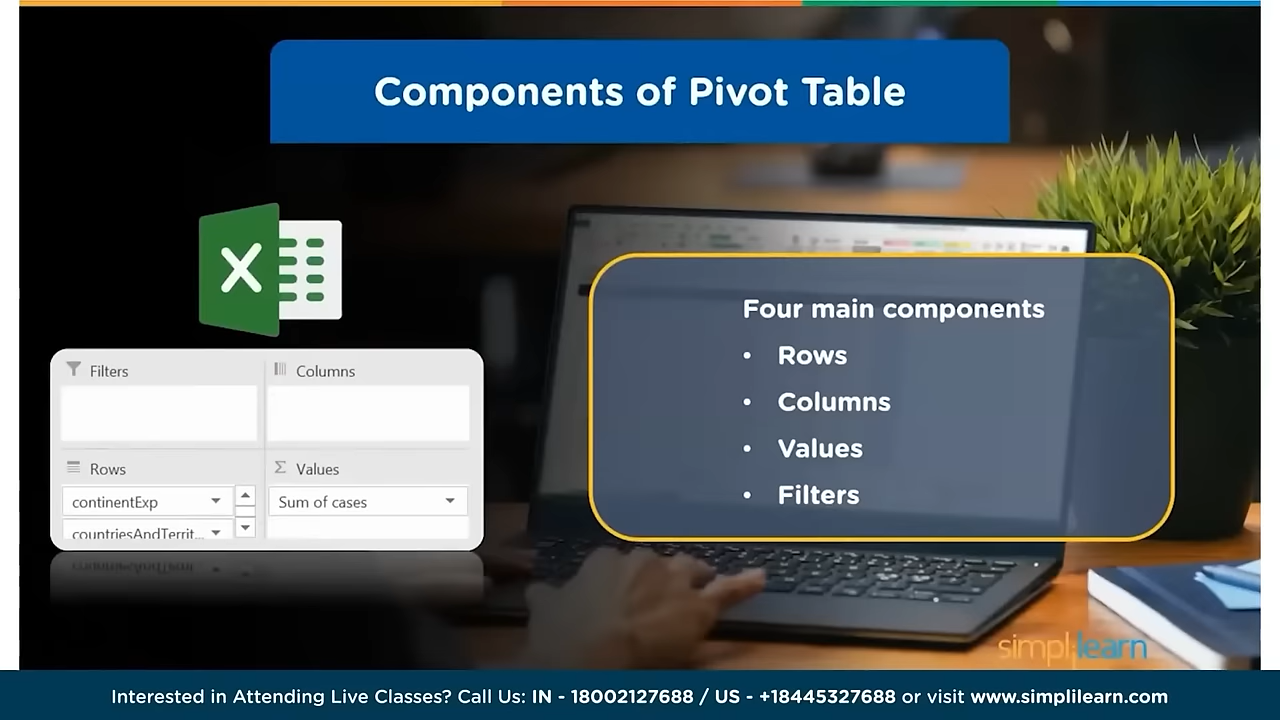 Components of Pivot Table
X
Filters
Columns
Rows
Σ Values
continentExp
Sum of cases
countriesAndTerrit...
Four main components
• Rows
• Columns
• Values
• Filters
simplilearn
Interested in Attending Live Classes? Call Us: IN - 18002127688 / US - +18445327688 or visit www.simplilearn.com